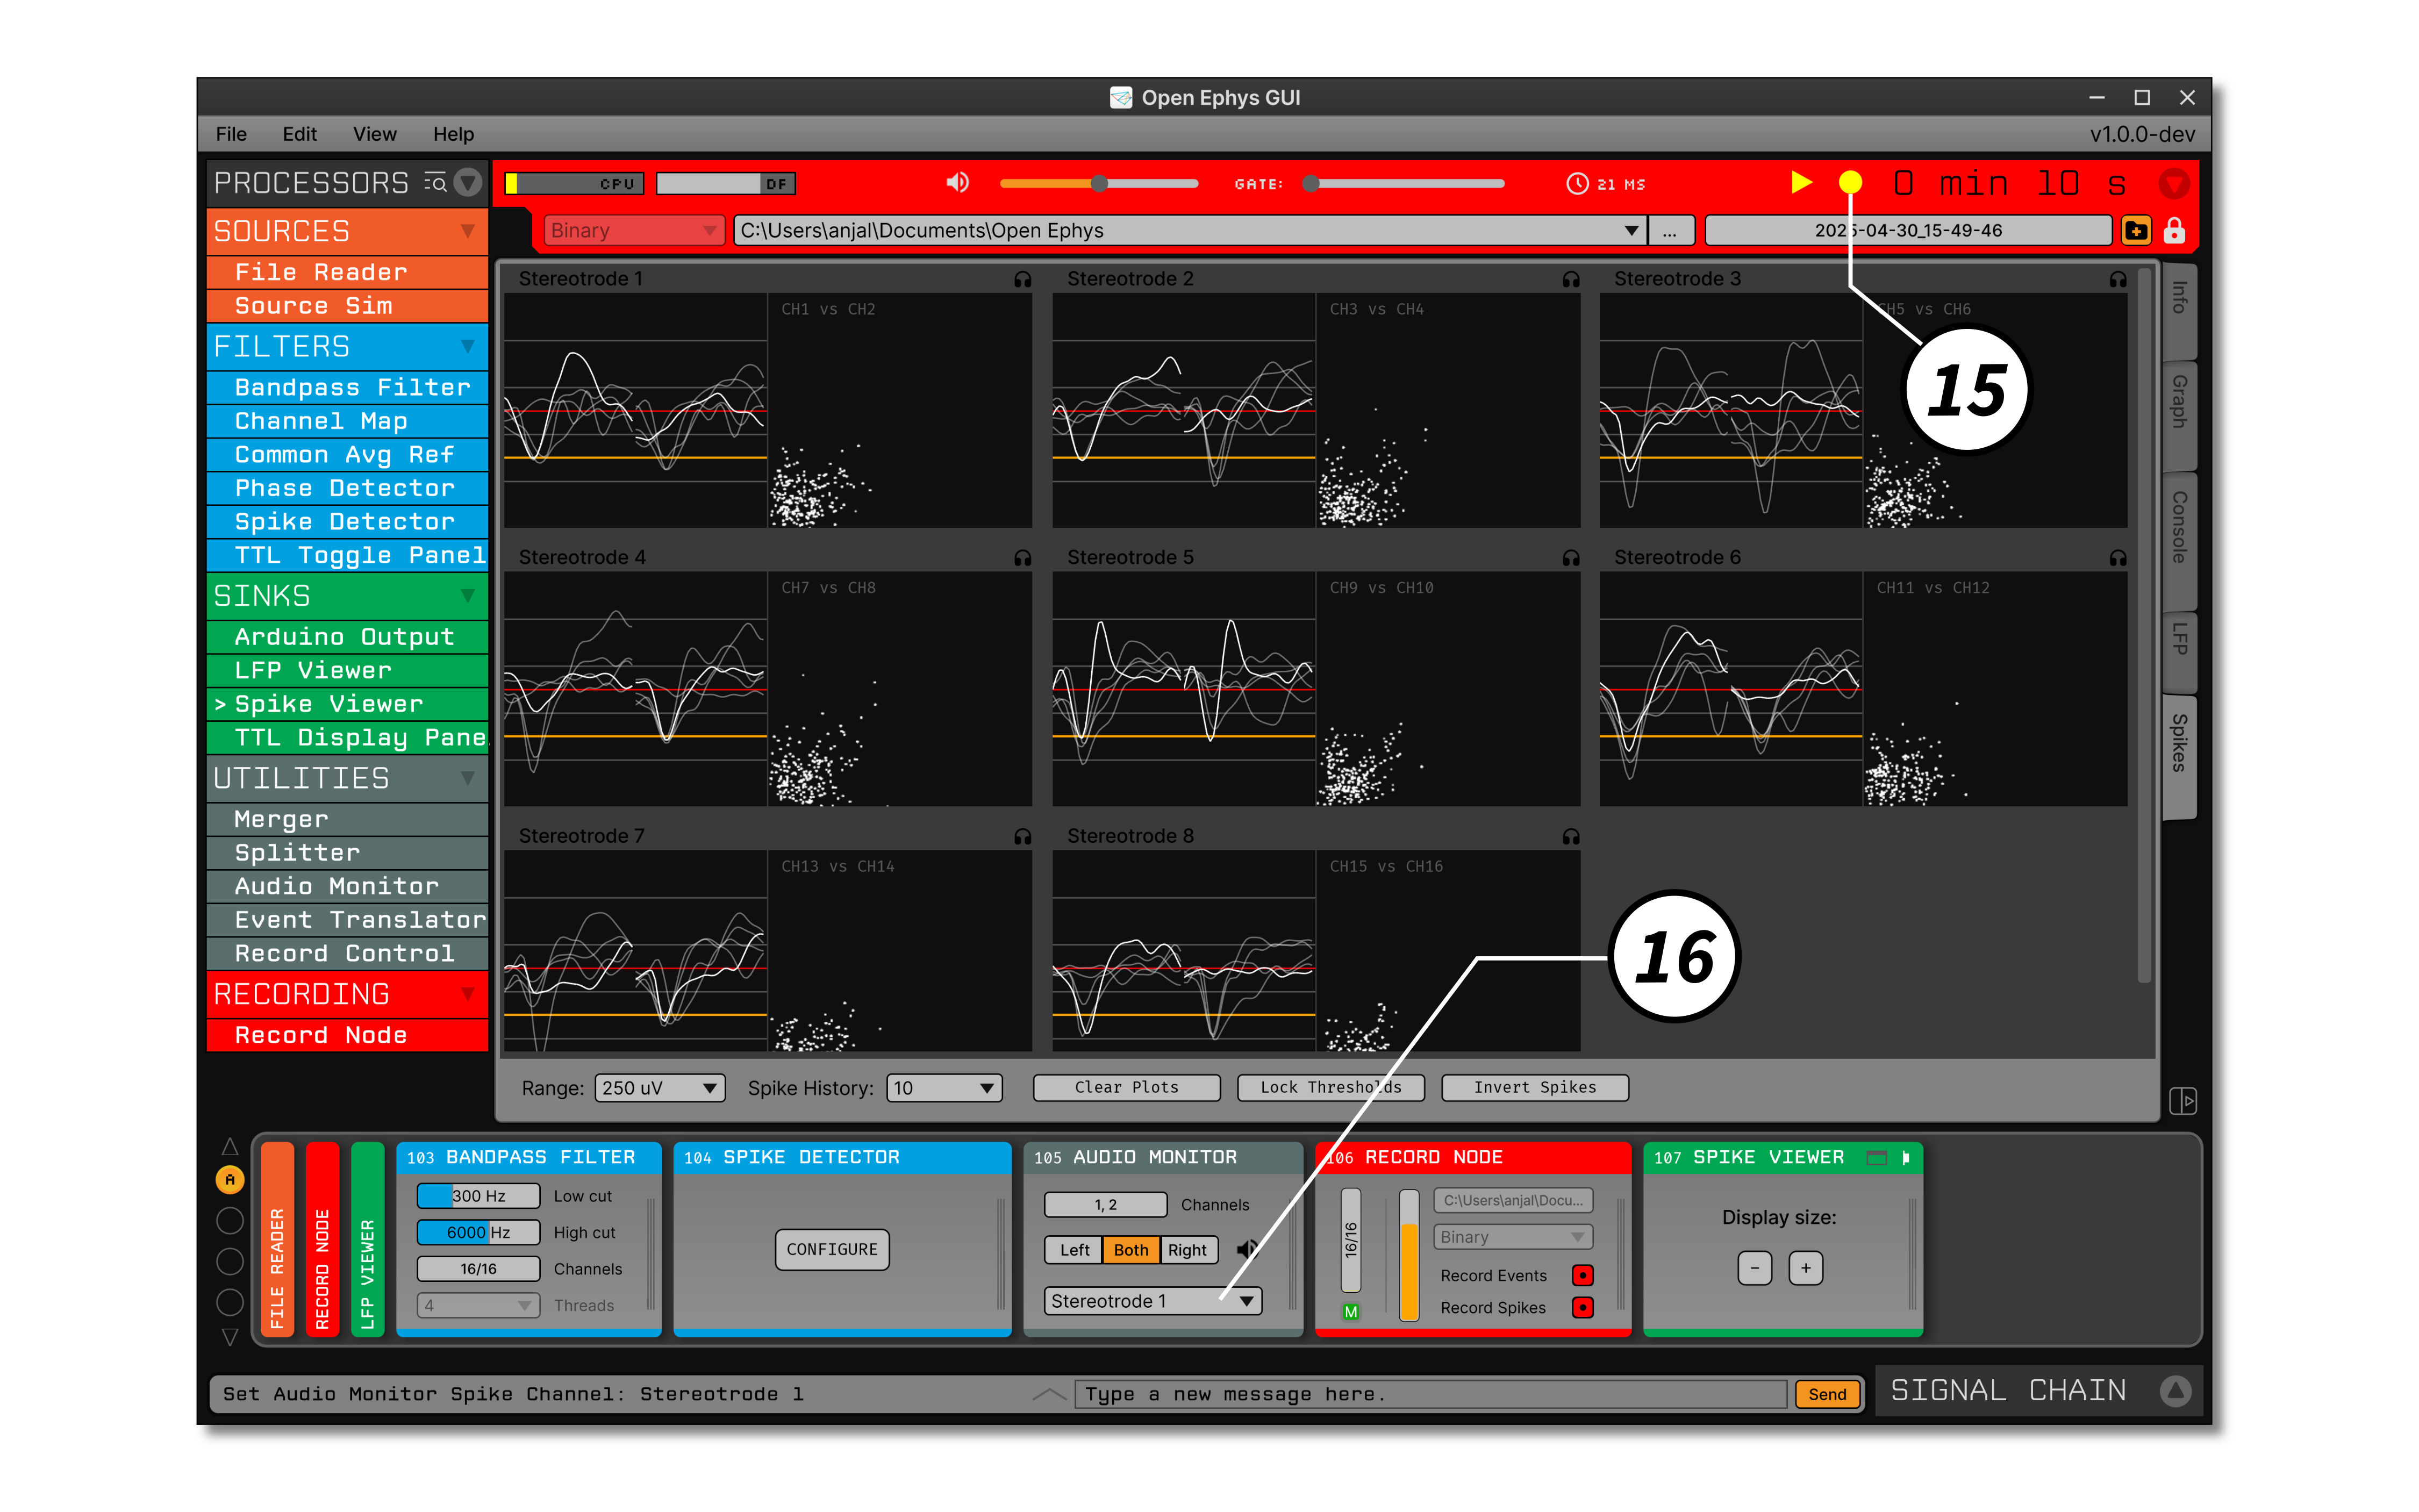 Open Ephys GUI
File Edit View Help v1.0.0-dev
PROCESSORS
SOURCES
File Reader
Source Sim
FILTERS
Bandpass Filter
Channel Map
Common Avg Ref
Phase Detector
Spike Detector
TTL Toggle Panel
SINKS
Arduino Output
LFP Viewer
> Spike Viewer
TTL Display Pane
UTILITIES
Merger
Splitter
Audio Monitor
Event Translator
Record Control
RECORDING
Record Node
CPU DF GATE: 21 MS 0 min 10 s
Binary C:\Users\anjal\Documents\Open Ephys ... 2025-04-30_15-49-46
Stereotrode 1 Stereotrode 2 Stereotrode 3
CH1 vs CH2 CH3 vs CH4 CH5 vs CH6
15
Stereotrode 4 Stereotrode 5 Stereotrode 6
CH7 vs CH8 CH9 vs CH10 CH11 vs CH12
Stereotrode 7 Stereotrode 8
CH13 vs CH14 CH15 vs CH16
16
Info
Graph
Console
LFP
Spikes
Range: 250 uV Spike History: 10 Clear Plots Lock Thresholds Invert Spikes
A
FILE READER
RECORD NODE
LFP VIEWER
103 BANDPASS FILTER
300 Hz Low cut
6000 Hz High cut
16/16 Channels
4 Threads
104 SPIKE DETECTOR
CONFIGURE
105 AUDIO MONITOR
1, 2 Channels
Left Both Right
Stereotrode 1
106 RECORD NODE
16/16
M
C:\Users\anjal\Docu...
Binary
Record Events
Record Spikes
107 SPIKE VIEWER
Display size:
- +
Set Audio Monitor Spike Channel: Stereotrode 1 Type a new message here. Send SIGNAL CHAIN